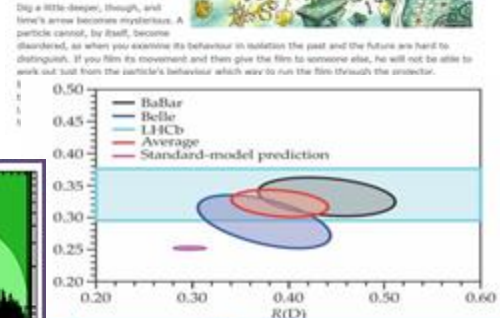 Dig a little deeper, though, and
time's arrow becomes mysterious. A
particle cannot, by itself, become
disordered, so when you examine its behaviour in isolation the past and the future are hard to
distinguish. If you film its movement and then give the film to someone else, he will not be able to
work out just from the particle's behaviour which way to run the film through the projector.
0.50
BaBar
0.45
Belle
LHCb
0.40
Average
Standard-model prediction
0.35
0.30
0.25
0.20
0.20 0.30 0.40 0.50 0.60
R(D)